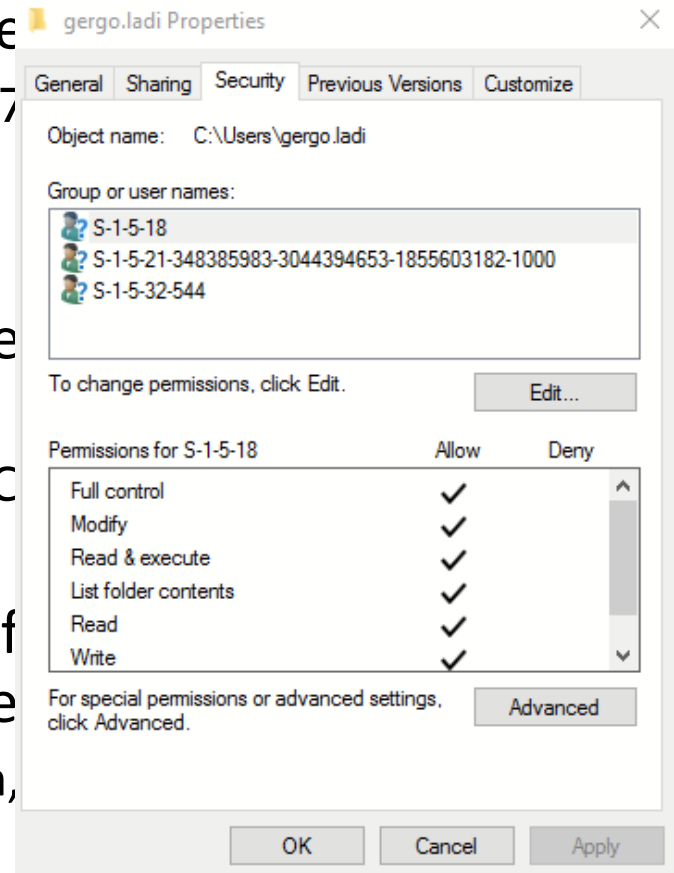 gergo.ladi Properties
General Sharing Security Previous Versions Customize
Object name: C:\Users\gergo.ladi
Group or user names:
S-1-5-18
S-1-5-21-348385983-3044394653-1855603182-1000
S-1-5-32-544
To change permissions, click Edit.
Edit...
Permissions for S-1-5-18 Allow Deny
Full control
Modify
Read & execute
List folder contents
Read
Write
For special permissions or advanced settings,
click Advanced.
Advanced
OK Cancel Apply